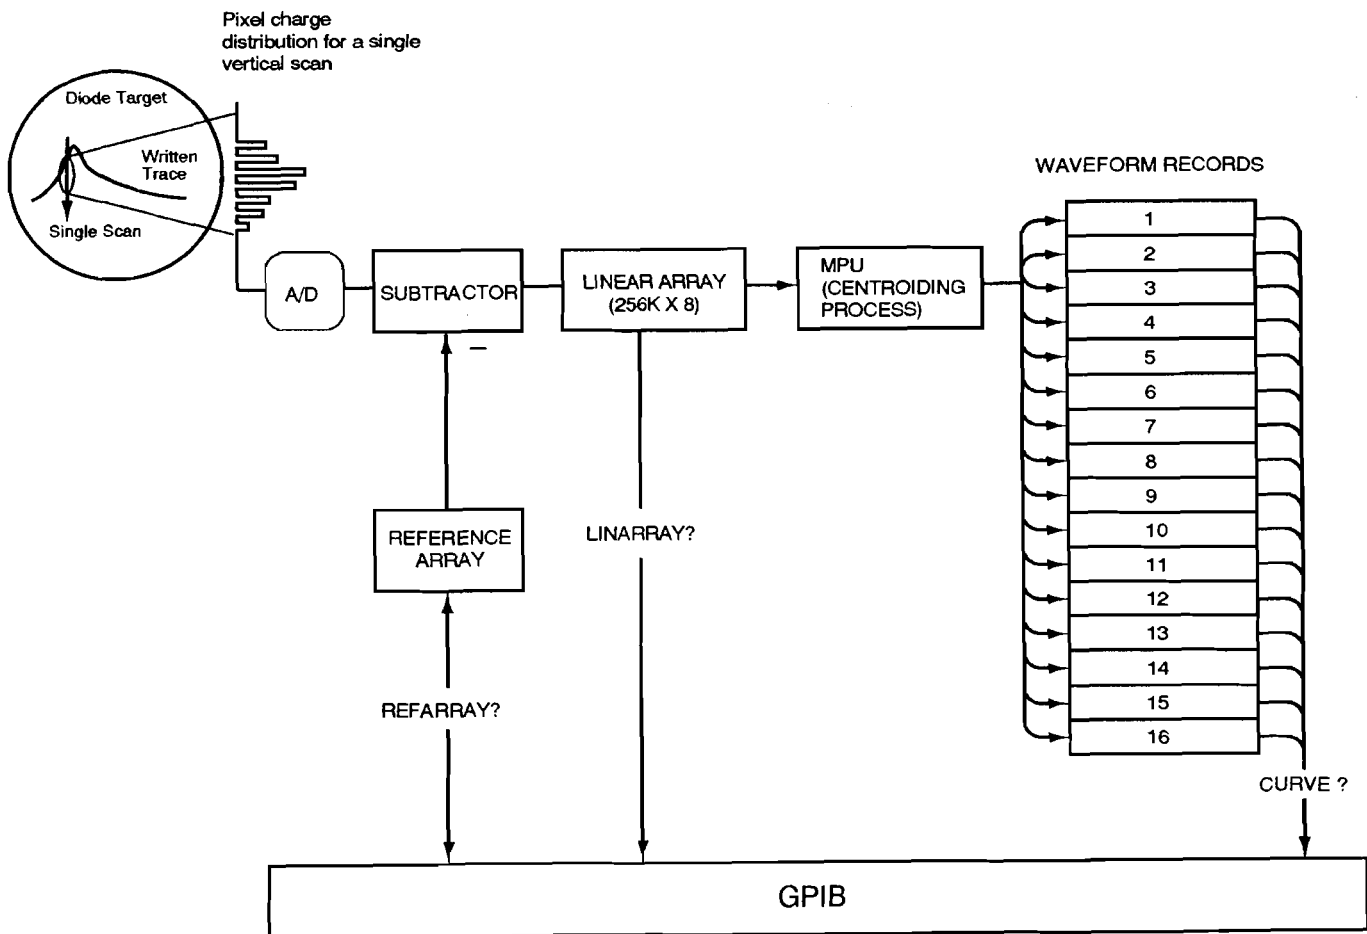 Pixel charge
distribution for a single
vertical scan
Diode Target
Written
Trace
Single Scan
A/D
SUBTRACTOR
LINEAR ARRAY
(256K X 8)
MPU
(CENTROIDING
PROCESS)
WAVEFORM RECORDS
1
2
3
4
5
6
7
8
9
10
11
12
13
14
15
16
–
REFERENCE
ARRAY
LINARRAY?
REFARRAY?
CURVE ?
GPIB